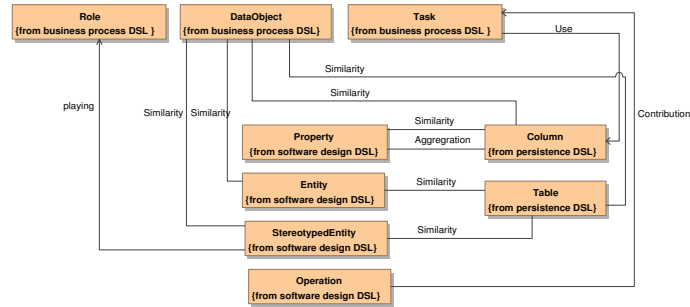 Role
{from business process DSL }
DataObject
{from business process DSL}
Task
{from business process DSL }
Use
Similarity
Similarity
playing
Similarity
Similarity
Contribution
Similarity
Property
{from software design DSL}
Aggregration
Column
{from persistence DSL}
Entity
{from software design DSL}
Similarity
Table
{from persistence DSL}
StereotypedEntity
{from software design DSL}
Similarity
Operation
{from software design DSL}